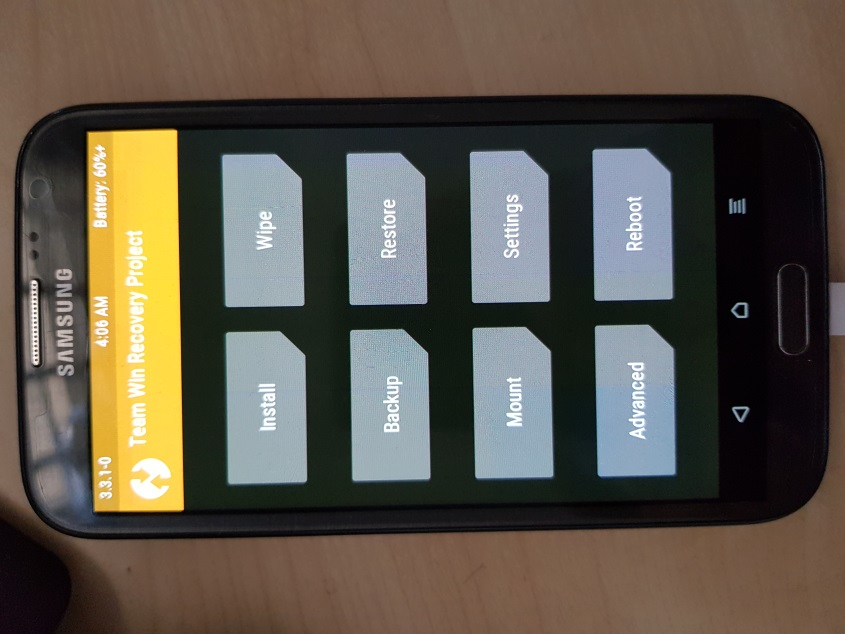 SAMSUNG
3.3.1-0 4:06 AM Battery: 60%+
Team Win Recovery Project
Install Wipe
Backup Restore
Mount Settings
Advanced Reboot